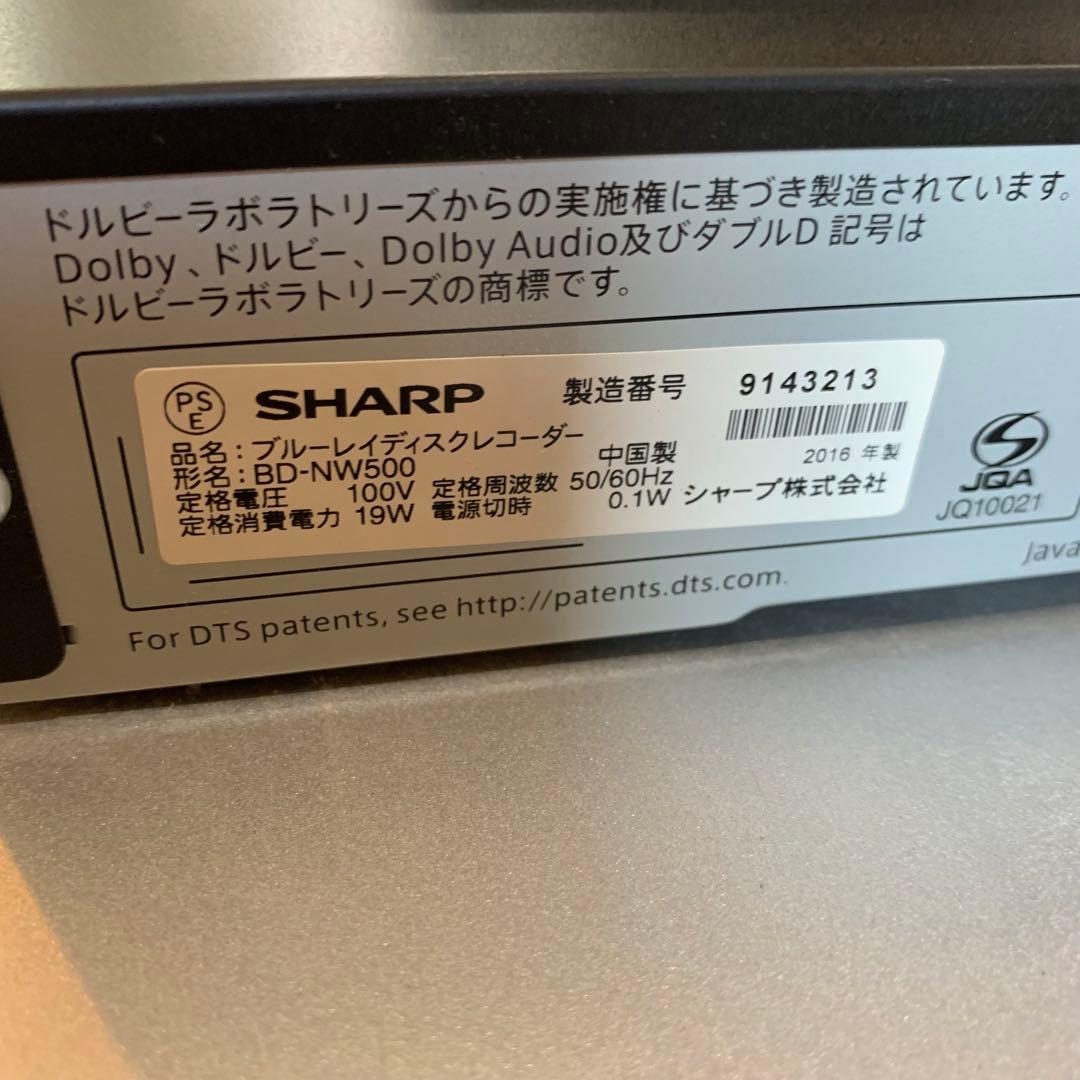 ドルビーラボラトリーズからの実施権に基づき製造されています。
Dolby、ドルビー、Dolby Audio及びダブルD 記号は
ドルビーラボラトリーズの商標です。
PSE SHARP 製造番号 9143213
品名：ブルーレイディスクレコーダー 中国製 2016 年製
形名：BD-NW500
定格電圧 100V 定格周波数 50/60Hz
定格消費電力 19W 電源切時 0.1W シャープ株式会社
JQA
JQ10021
Java
For DTS patents, see http://patents.dts.com.